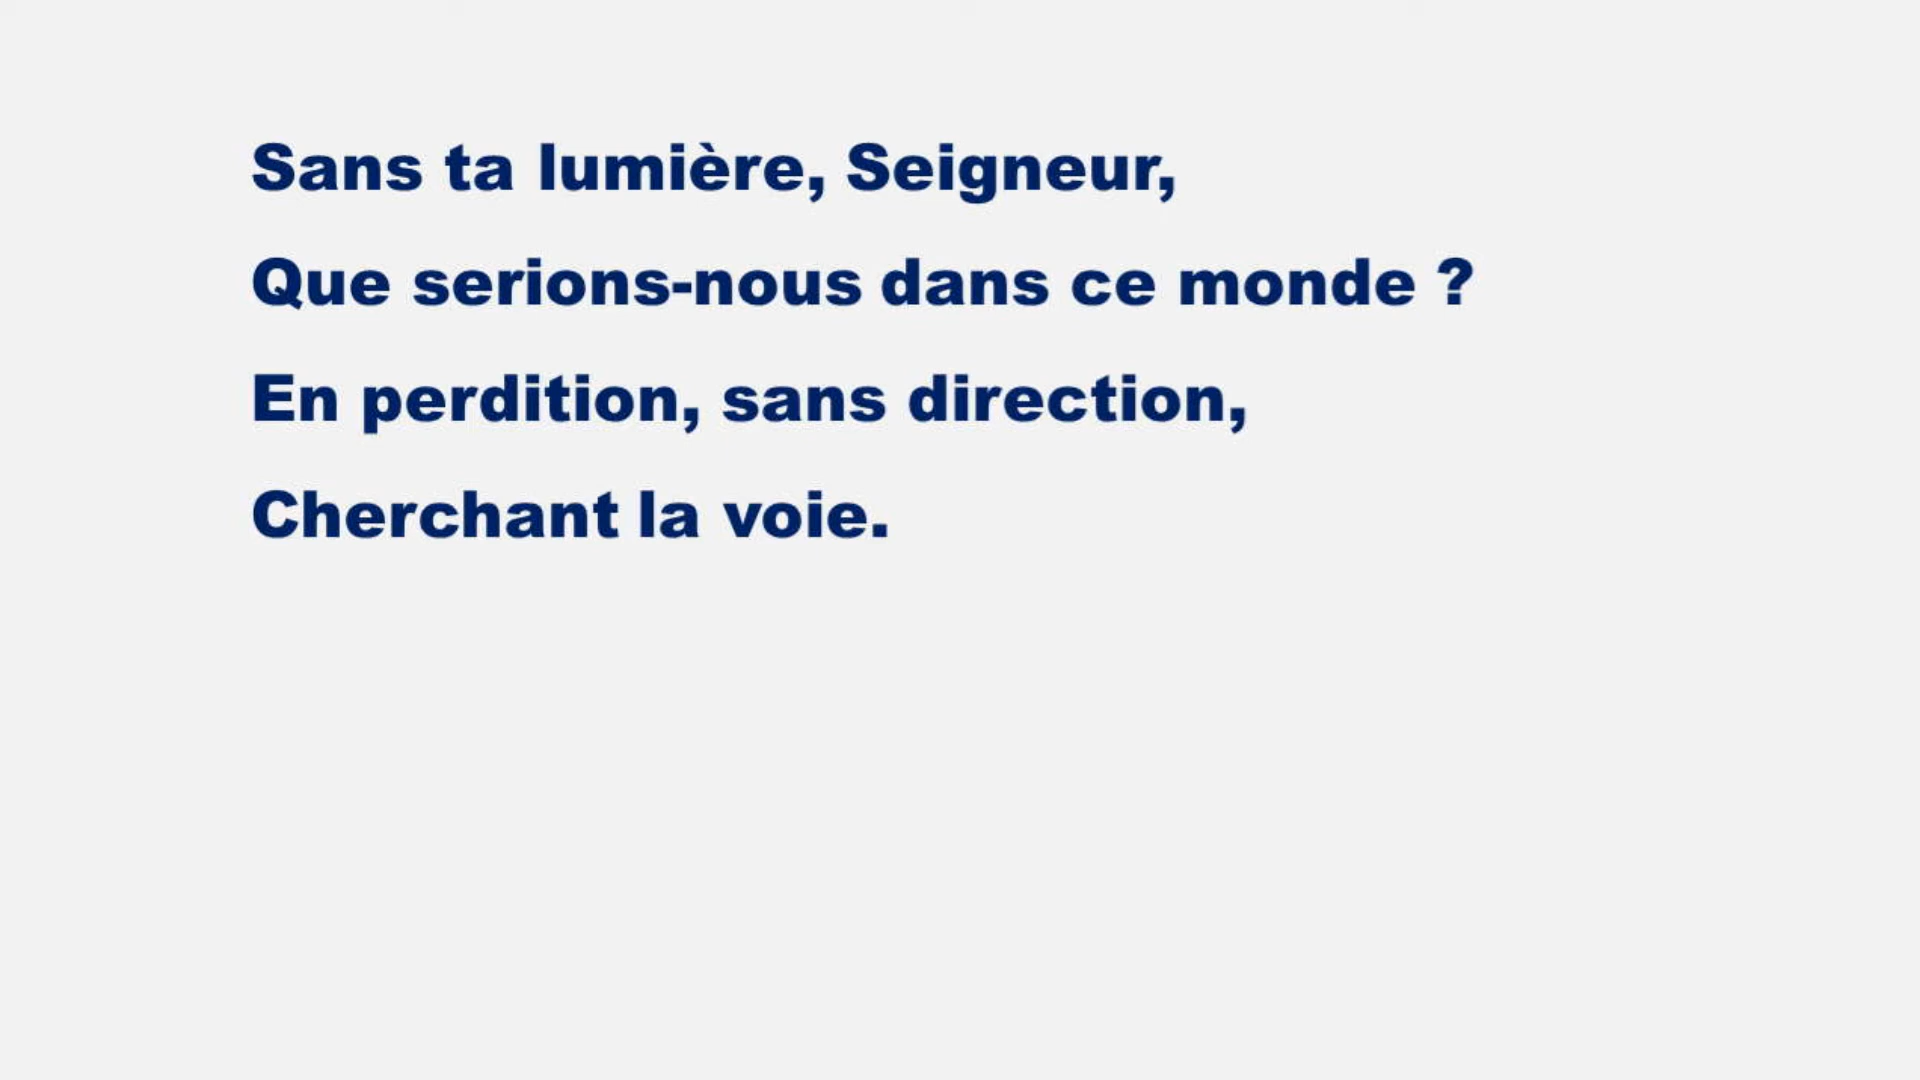 Sans ta lumière, Seigneur,
Que serions-nous dans ce monde ?
En perdition, sans direction,
Cherchant la voie.